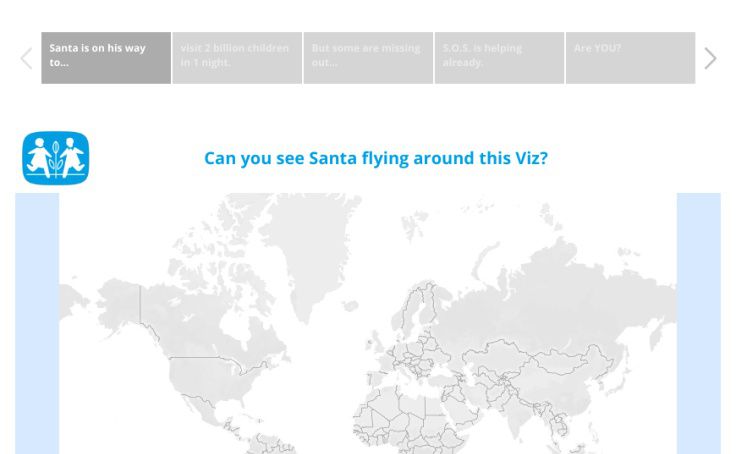 Santa is on his way
to...
visit 2 billion children
in 1 night.
But some are missing
out...
S.O.S. is helping
already.
Are YOU?
Can you see Santa flying around this Viz?